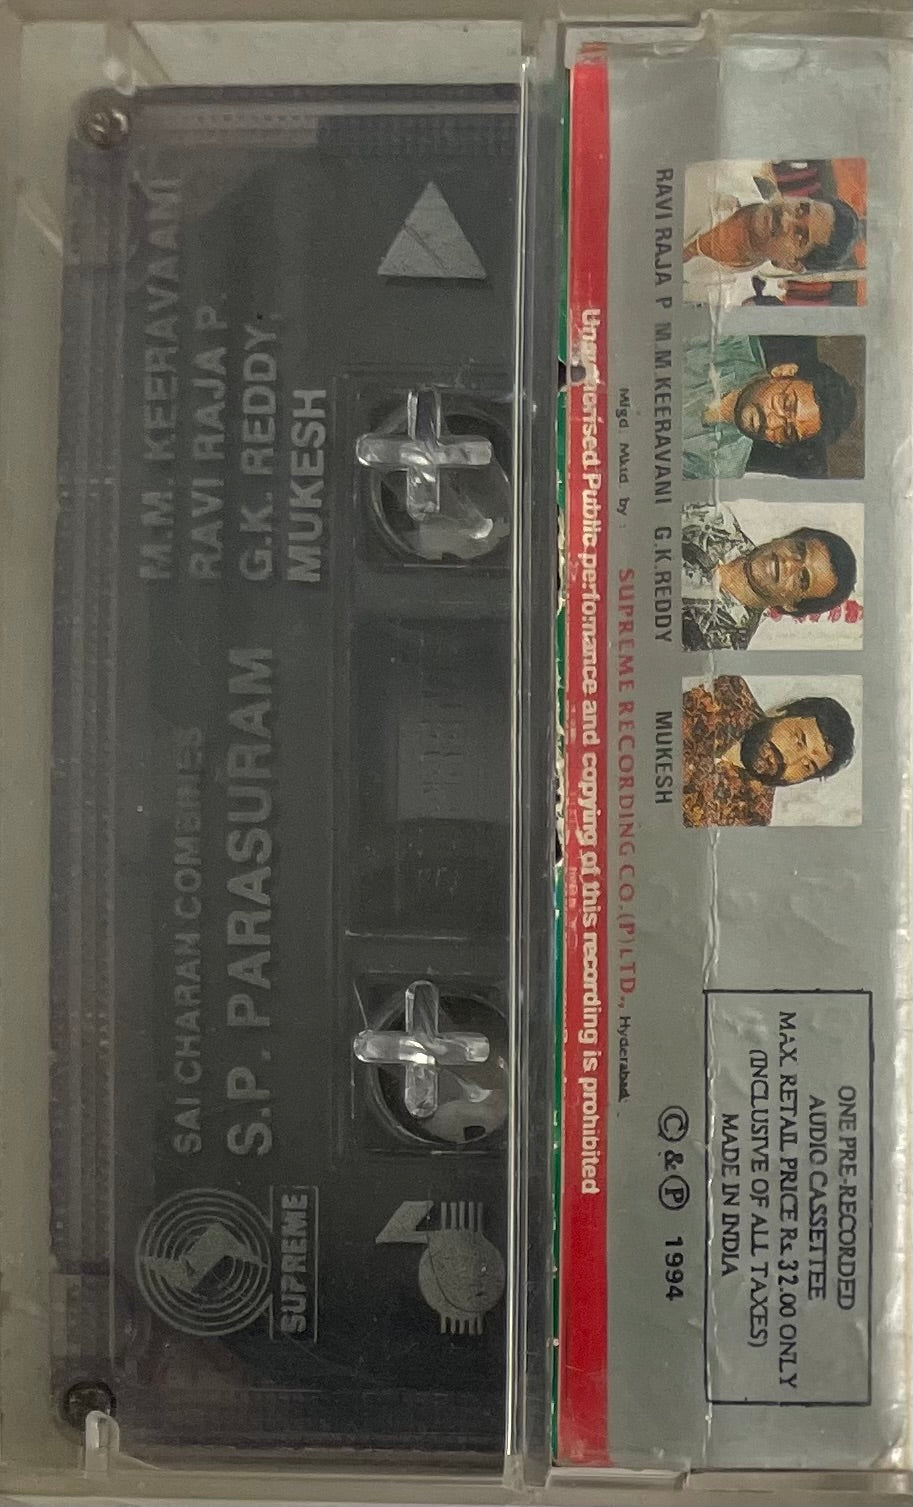 M.M. KEERAVAANI
RAVI RAJA P.
G.K. REDDY,
MUKESH
SAI CHARAN COMBINES
S.P. PARASURAM
SUPREME
RAVI RAJA P M.M.KEERAVANI G.K.REDDY MUKESH
Mfgd Mktd by : SUPREME RECORDING CO.(P) LTD., Hyderabad.
Unauthorised Public performance and copying of this recording is prohibited
© & ℗ 1994
ONE PRE-RECORDED
AUDIO CASSETTEE
MAX. RETAIL PRICE Rs. 32.00 ONLY
(INCLUSIVE OF ALL TAXES)
MADE IN INDIA